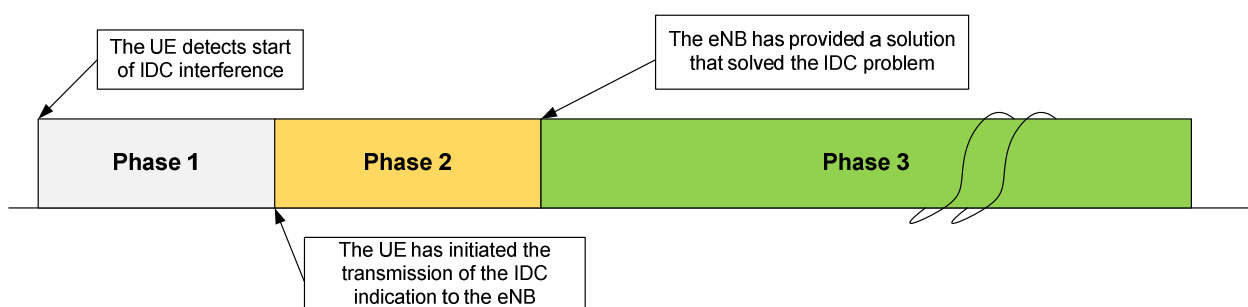 The UE detects start
of IDC interference
The eNB has provided a solution
that solved the IDC problem
Phase 1
Phase 2
Phase 3
The UE has initiated the
transmission of the IDC
indication to the eNB